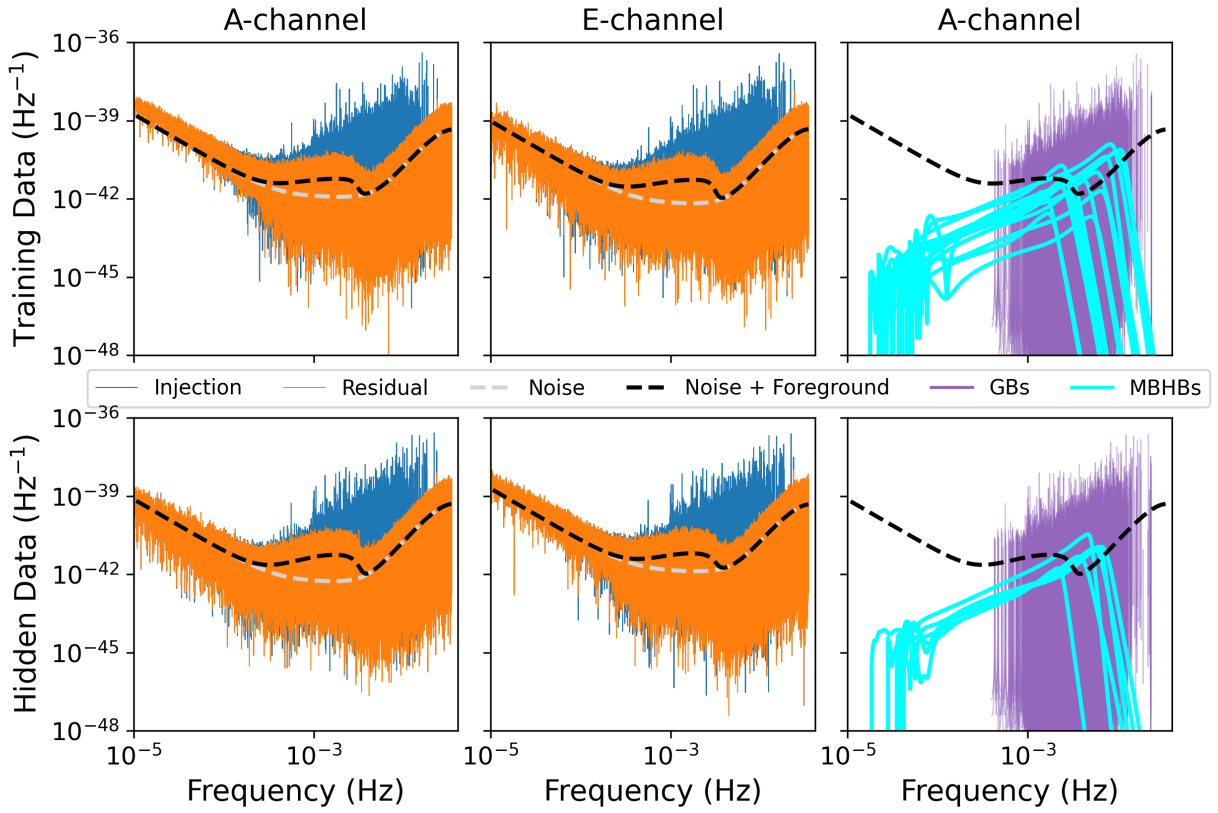 A-channel E-channel A-channel
Training Data (Hz⁻¹)
10⁻³⁶
10⁻³⁹
10⁻⁴²
10⁻⁴⁵
10⁻⁴⁸
Injection Residual Noise Noise + Foreground GBs MBHBs
Hidden Data (Hz⁻¹)
10⁻³⁶
10⁻³⁹
10⁻⁴²
10⁻⁴⁵
10⁻⁴⁸
10⁻⁵ 10⁻³ 10⁻⁵ 10⁻³ 10⁻⁵ 10⁻³
Frequency (Hz) Frequency (Hz) Frequency (Hz)